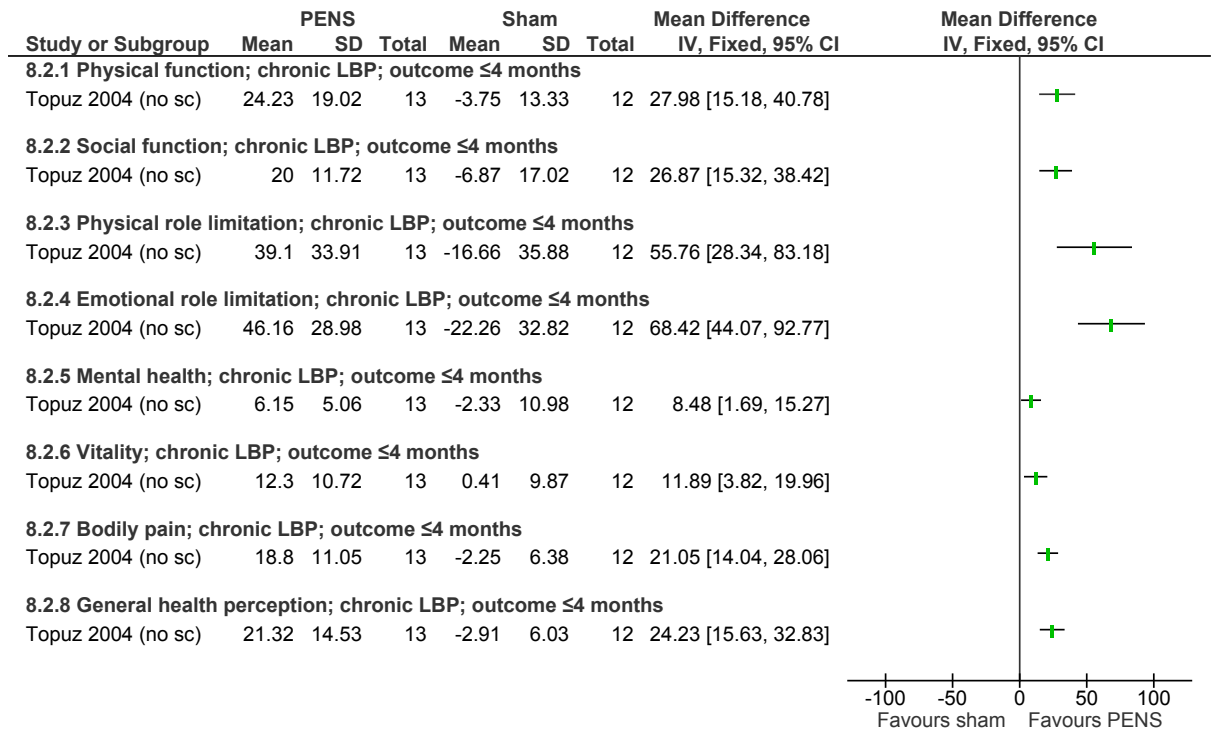 PENS Sham Mean Difference Mean Difference
Study or Subgroup Mean SD Total Mean SD Total IV, Fixed, 95% CI IV, Fixed, 95% CI
8.2.1 Physical function; chronic LBP; outcome ≤4 months
Topuz 2004 (no sc) 24.23 19.02 13 -3.75 13.33 12 27.98 [15.18, 40.78]
8.2.2 Social function; chronic LBP; outcome ≤4 months
Topuz 2004 (no sc) 20 11.72 13 -6.87 17.02 12 26.87 [15.32, 38.42]
8.2.3 Physical role limitation; chronic LBP; outcome ≤4 months
Topuz 2004 (no sc) 39.1 33.91 13 -16.66 35.88 12 55.76 [28.34, 83.18]
8.2.4 Emotional role limitation; chronic LBP; outcome ≤4 months
Topuz 2004 (no sc) 46.16 28.98 13 -22.26 32.82 12 68.42 [44.07, 92.77]
8.2.5 Mental health; chronic LBP; outcome ≤4 months
Topuz 2004 (no sc) 6.15 5.06 13 -2.33 10.98 12 8.48 [1.69, 15.27]
8.2.6 Vitality; chronic LBP; outcome ≤4 months
Topuz 2004 (no sc) 12.3 10.72 13 0.41 9.87 12 11.89 [3.82, 19.96]
8.2.7 Bodily pain; chronic LBP; outcome ≤4 months
Topuz 2004 (no sc) 18.8 11.05 13 -2.25 6.38 12 21.05 [14.04, 28.06]
8.2.8 General health perception; chronic LBP; outcome ≤4 months
Topuz 2004 (no sc) 21.32 14.53 13 -2.91 6.03 12 24.23 [15.63, 32.83]
-100 -50 0 50 100
Favours sham Favours PENS